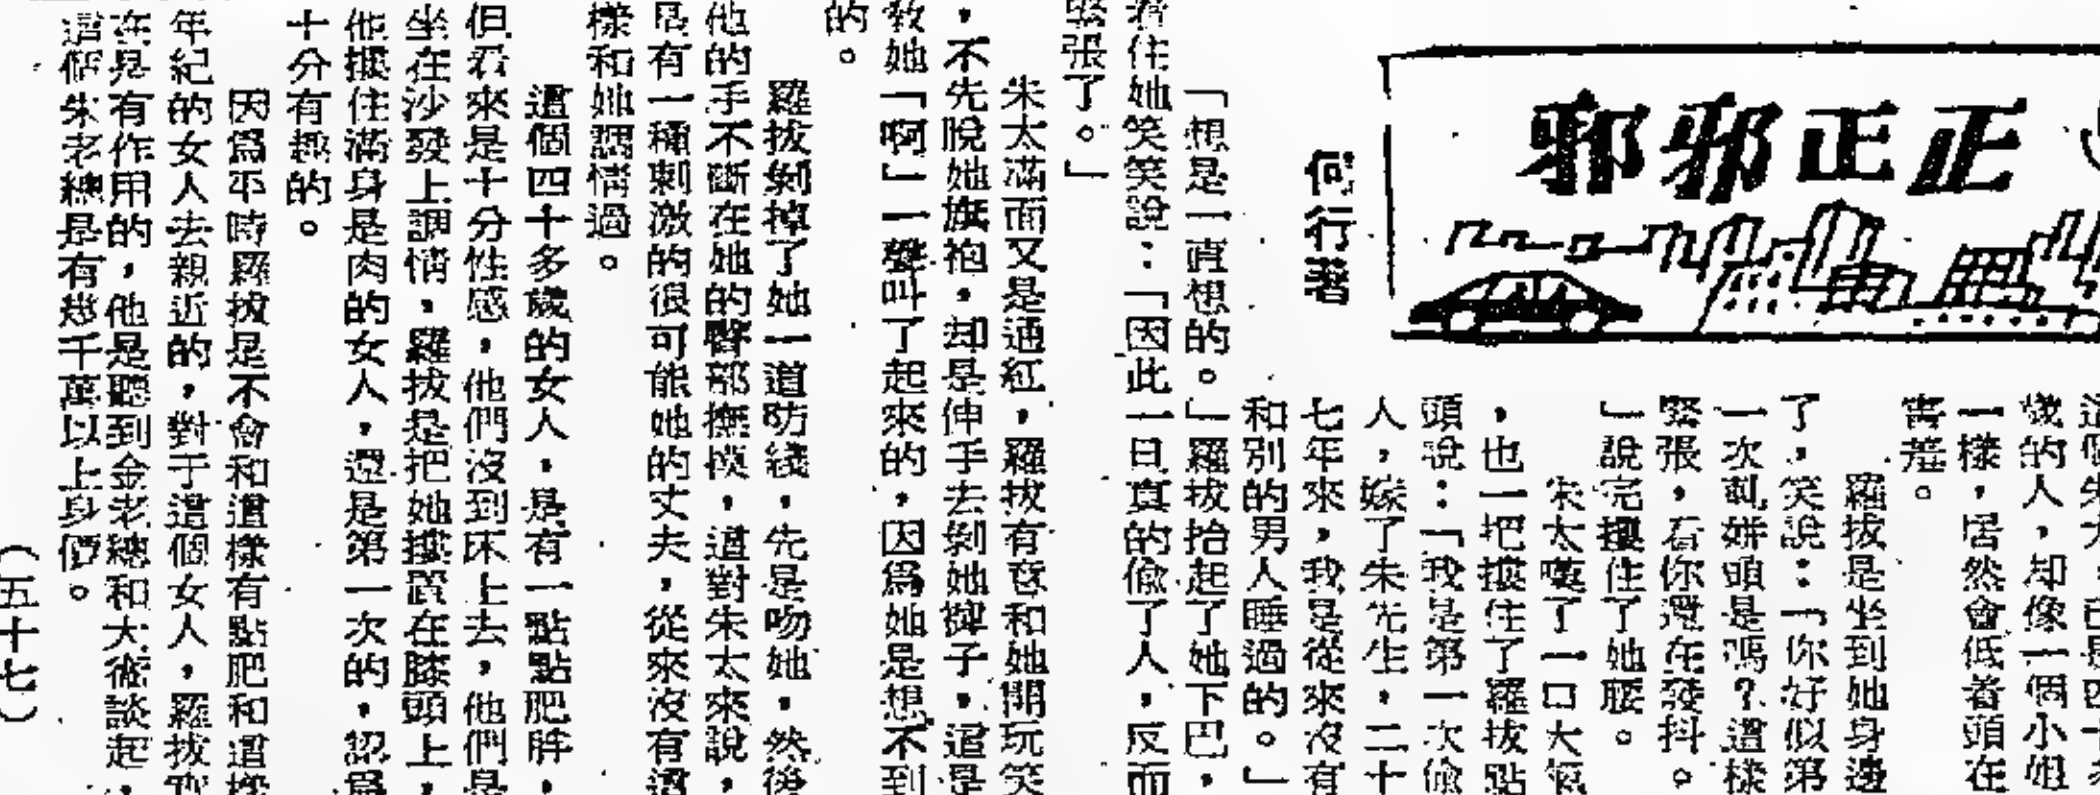 正正邪邪
何行著
這個朱太，已是四十多
歲的人，却像一個小姐
一樣，居然會低着頭在
害羞。
羅拔是坐到她身邊
了，笑說：「你好似第
一次軋姘頭是嗎？這樣
緊張，看你還在發抖。
」說完摟住了她腰。
朱太嘆了一口大氣
，也一把摟住了羅拔點
頭說：「我是第一次偷
人，嫁了朱先生，二十
七年來，我是從來沒有
和別的男人睡過的。」
「想是一直想的。」羅拔抬起了她下巴，
看住她笑笑說：「因此一旦真的偷了人，反而
緊張了。」
朱太滿面又是通紅，羅拔有意和她開玩笑
，不先脫她旗袍，却是伸手去剝她褲子，這是
教她「啊」一聲叫了起來的，因爲她是想不到
的。
羅拔剝掉了她一道防綫，先是吻她，然後
他的手不斷在她的臀部撫摸，這對朱太來說，
是有一種刺激的很可能她的丈夫，從來沒有這
樣和她調情過。
這個四十多歲的女人，是有一點點肥胖，
但看來是十分性感，他們沒到床上去，他們是
坐在沙發上調情，羅拔是把她摟置在膝頭上，
他摟住滿身是肉的女人，還是第一次的，認爲
十分有趣的。
因爲平時羅拔是不會和這樣有點肥和這樣
年紀的女人去親近的，對于這個女人，羅拔實
在是有作用的，他是聽到金老總和大衛談起，
這個朱老總是有幾千萬以上身價。
（五十七）